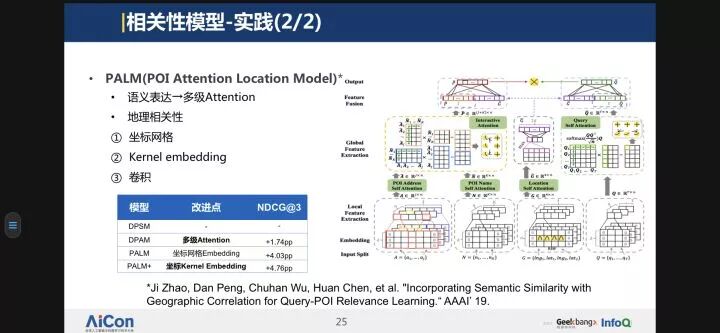 相关性模型-实践(2/2)
• PALM(POI Attention Location Model)*
• 语义表达→多级Attention
• 地理相关性
① 坐标网格
② Kernel embedding
③ 卷积
模型 改进点 NDCG@3
DPSM - -
DPAM 多级Attention +1.74pp
PALM 坐标网格Embedding +4.03pp
PALM+ 坐标Kernel Embedding +4.76pp
Output
Feature
Fusion
Interactive
Attention
Query
Self Attention
Global
Feature
Extraction
POI Address
Self Attention
POI Name
Self Attention
Location
Self Attention
Local
Feature
Extraction
Embedding
Input Split
*Ji Zhao, Dan Peng, Chuhan Wu, Huan Chen, et al. "Incorporating Semantic Similarity with
Geographic Correlation for Query-POI Relevance Learning." AAAI' 19.
AiCon
25
Geekbang
InfoQ